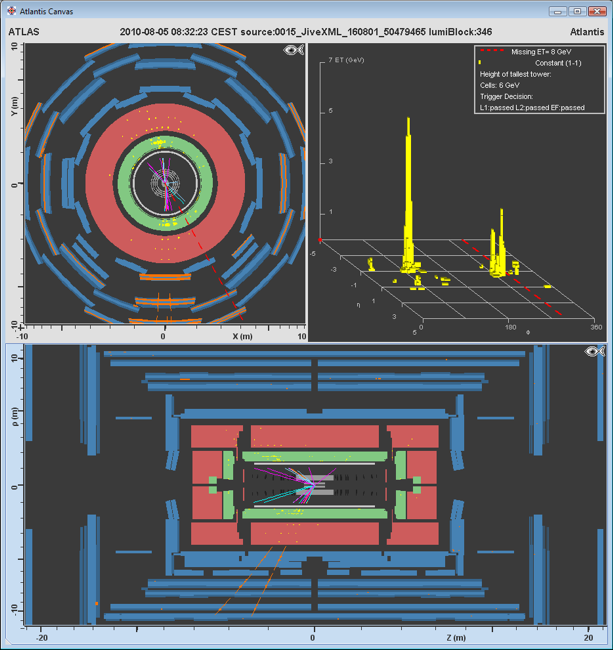 Atlantis Canvas
ATLAS 2010-08-05 08:32:23 CEST source:0015_JiveXML_160801_50479465 lumiBlock:346 Atlantis
10
Y (m)
0
-10
-10 0 X (m) 10
7 ET (GeV)
5
3
1
-5
-3
-1
η 1
3
5
0 180 Φ 360
Missing ET= 8 GeV
Constant (1-1)
Height of tallest tower:
Cells: 6 GeV
Trigger Decision:
L1:passed L2:passed EF:passed
10
ρ (m)
0
-10
-20 0 Z (m) 20